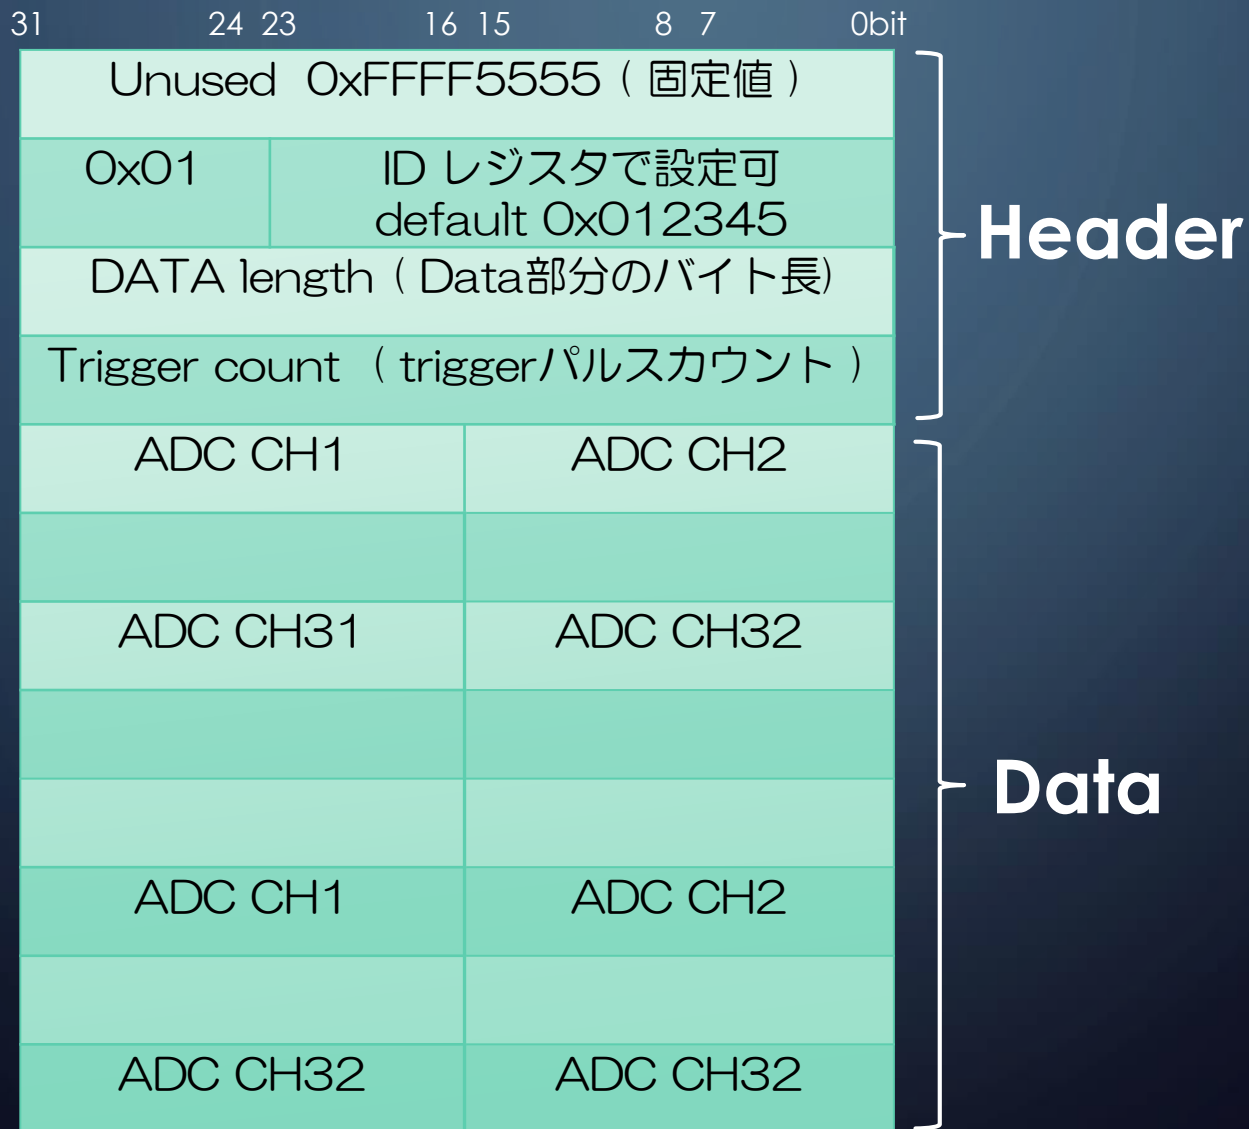 31 24 23 16 15 8 7 0bit
Unused 0xFFFF5555 ( 固定値 )
0x01
ID レジスタで設定可
default 0x012345
DATA length ( Data部分のバイト長)
Trigger count ( triggerパルスカウント )
Header
ADC CH1 ADC CH2
ADC CH31 ADC CH32
Data
ADC CH1 ADC CH2
ADC CH32 ADC CH32